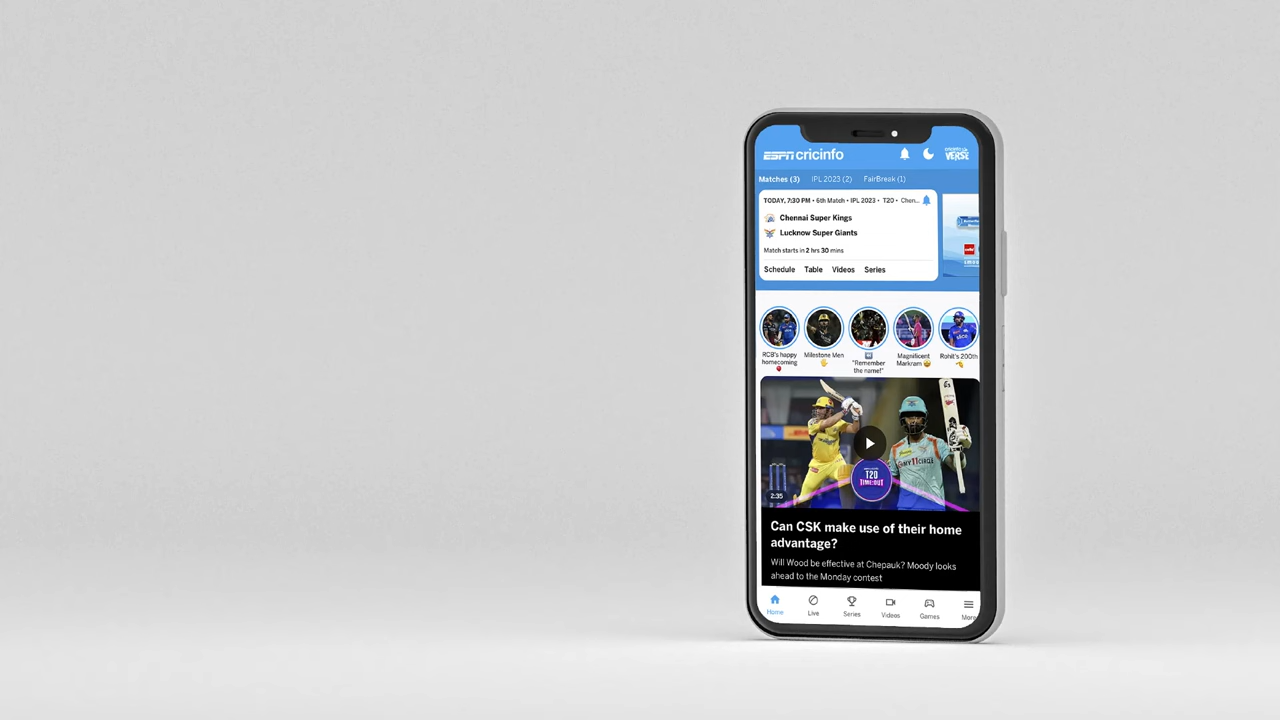 ESPN cricinfo
VERSE
Matches (3) IPL 2023 (2) FairBreak (1)
TODAY, 7:30 PM • 6th Match • IPL 2023 • T20 • Chen...
Chennai Super Kings
Lucknow Super Giants
Match starts in 2 hrs 30 mins
Schedule Table Videos Series
RCB's happy
homecoming
Milestone Men
"Remember
the name!"
Magnificent
Markram
Rohit's 200th
MY11CIRCLE
T20
TIME:OUT
2:35
Can CSK make use of their home
advantage?
Will Wood be effective at Chepauk? Moody looks
ahead to the Monday contest
Home Live Series Videos Games More